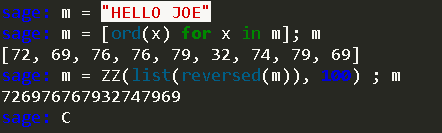 sage: m = "HELLO JOE"
sage: m = [ord(x) for x in m]; m
[72, 69, 76, 76, 79, 32, 74, 79, 69]
sage: m = ZZ(list(reversed(m)), 100) ; m
726976767932747969
sage: C